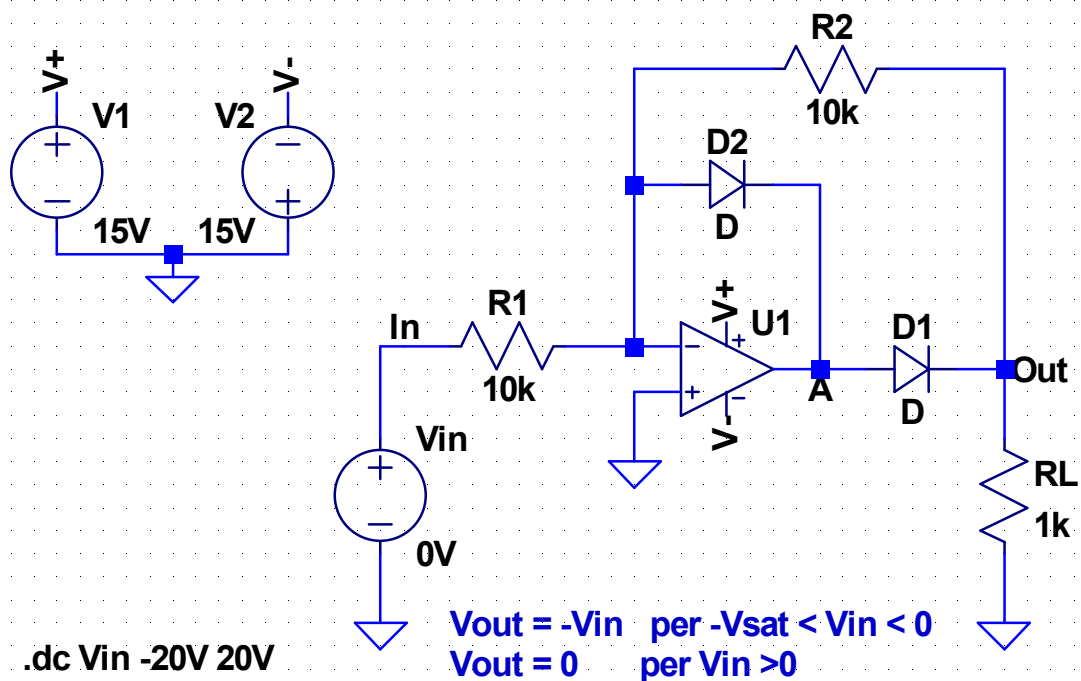 R2
10k
V+
V1
15V
V-
V2
15V
D2
D
R1
10k
In
V+
U1
V-
A
D1
D
Out
Vin
0V
RL
1k
Vout = -Vin per -Vsat < Vin < 0
Vout = 0 per Vin >0
.dc Vin -20V 20V